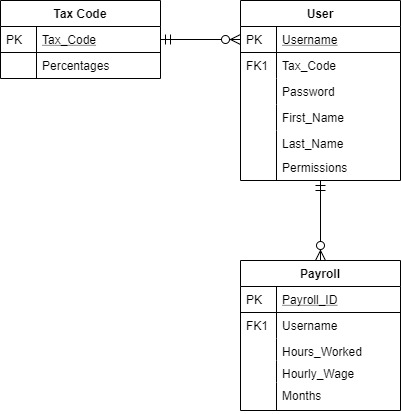 Tax Code
PK Tax_Code
Percentages
User
PK Username
FK1 Tax_Code
Password
First_Name
Last_Name
Permissions
Payroll
PK Payroll_ID
FK1 Username
Hours_Worked
Hourly_Wage
Months